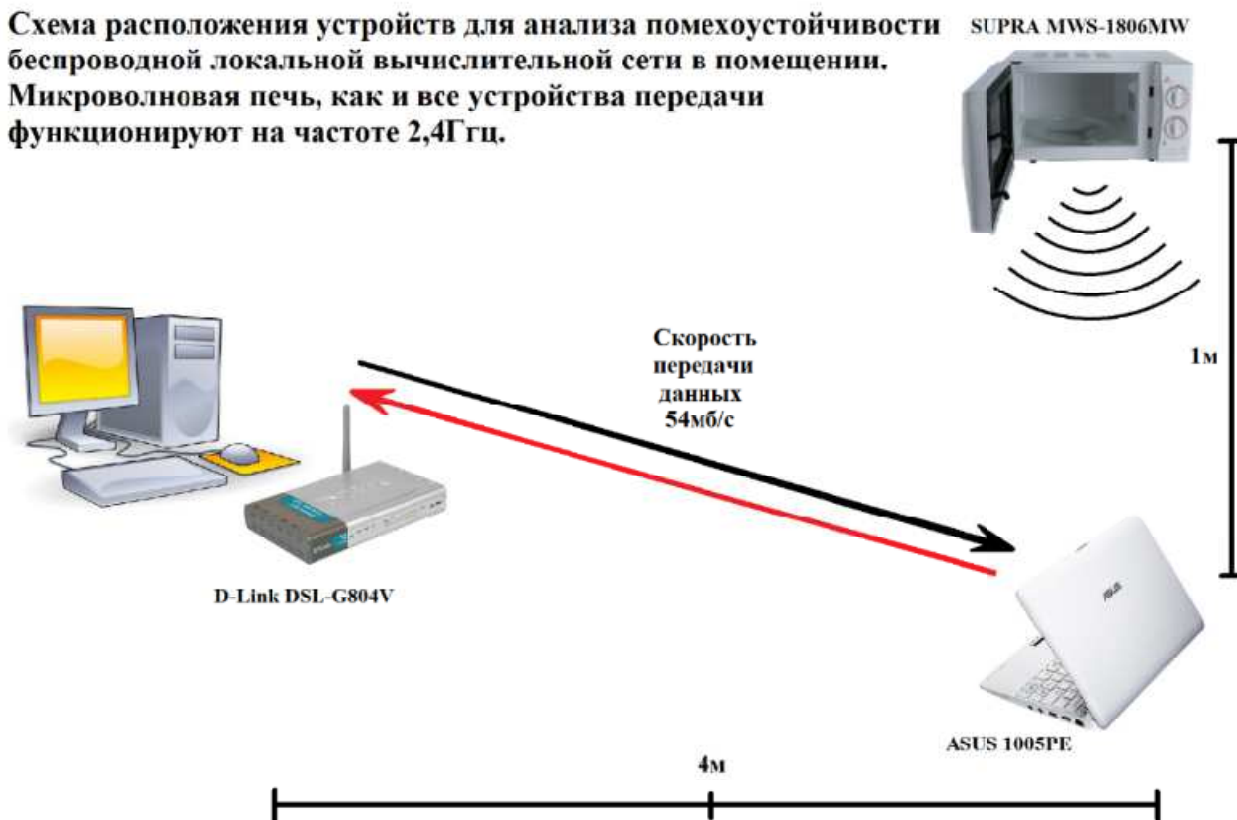 Схема расположения устройств для анализа помехоустойчивости
беспроводной локальной вычислительной сети в помещении.
Микроволновая печь, как и все устройства передачи
функционируют на частоте 2,4Ггц.
SUPRA MWS-1806MW
1м
Скорость
передачи
данных
54мб/с
D-Link DSL-G804V
ASUS
ASUS 1005PE
4м